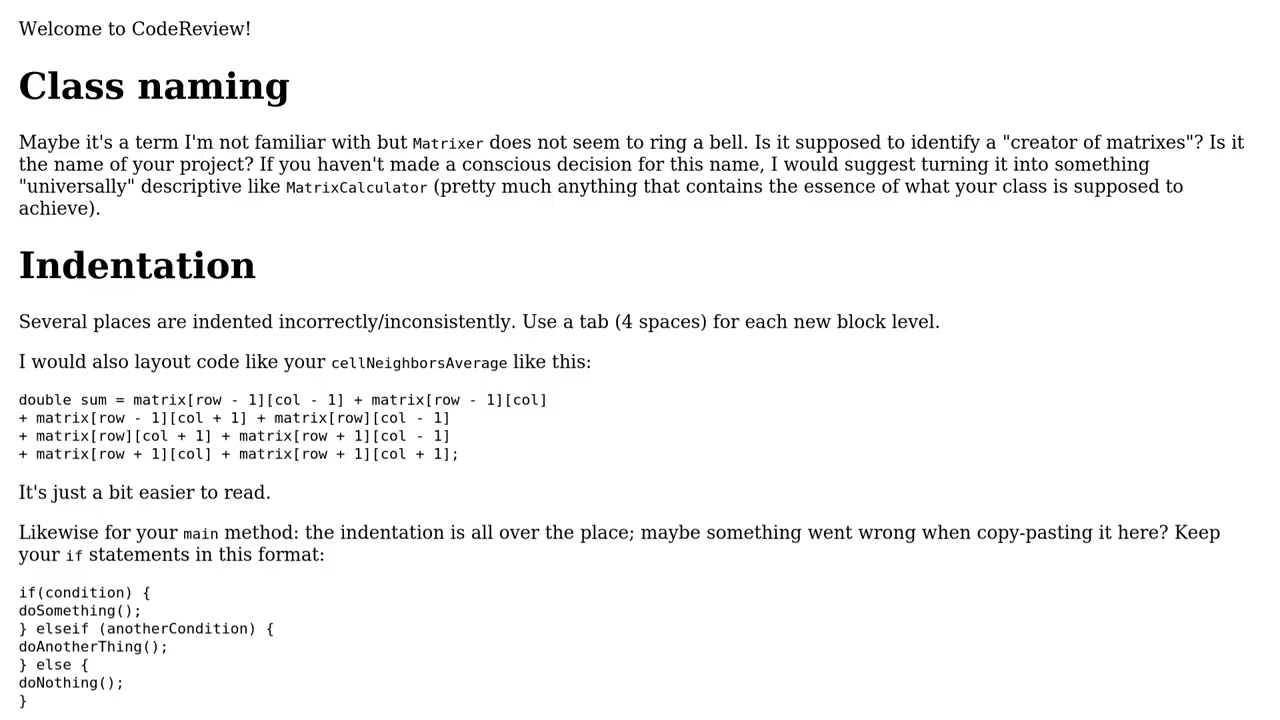 Welcome to CodeReview!
Class naming
Maybe it's a term I'm not familiar with but Matrixer does not seem to ring a bell. Is it supposed to identify a "creator of matrixes"? Is it
the name of your project? If you haven't made a conscious decision for this name, I would suggest turning it into something
"universally" descriptive like MatrixCalculator (pretty much anything that contains the essence of what your class is supposed to
achieve).
Indentation
Several places are indented incorrectly/inconsistently. Use a tab (4 spaces) for each new block level.
I would also layout code like your cellNeighborsAverage like this:
double sum = matrix[row - 1][col - 1] + matrix[row - 1][col]
+ matrix[row - 1][col + 1] + matrix[row][col - 1]
+ matrix[row][col + 1] + matrix[row + 1][col - 1]
+ matrix[row + 1][col] + matrix[row + 1][col + 1];
It's just a bit easier to read.
Likewise for your main method: the indentation is all over the place; maybe something went wrong when copy-pasting it here? Keep
your if statements in this format:
if(condition) {
doSomething();
} elseif (anotherCondition) {
doAnotherThing();
} else {
doNothing();
}